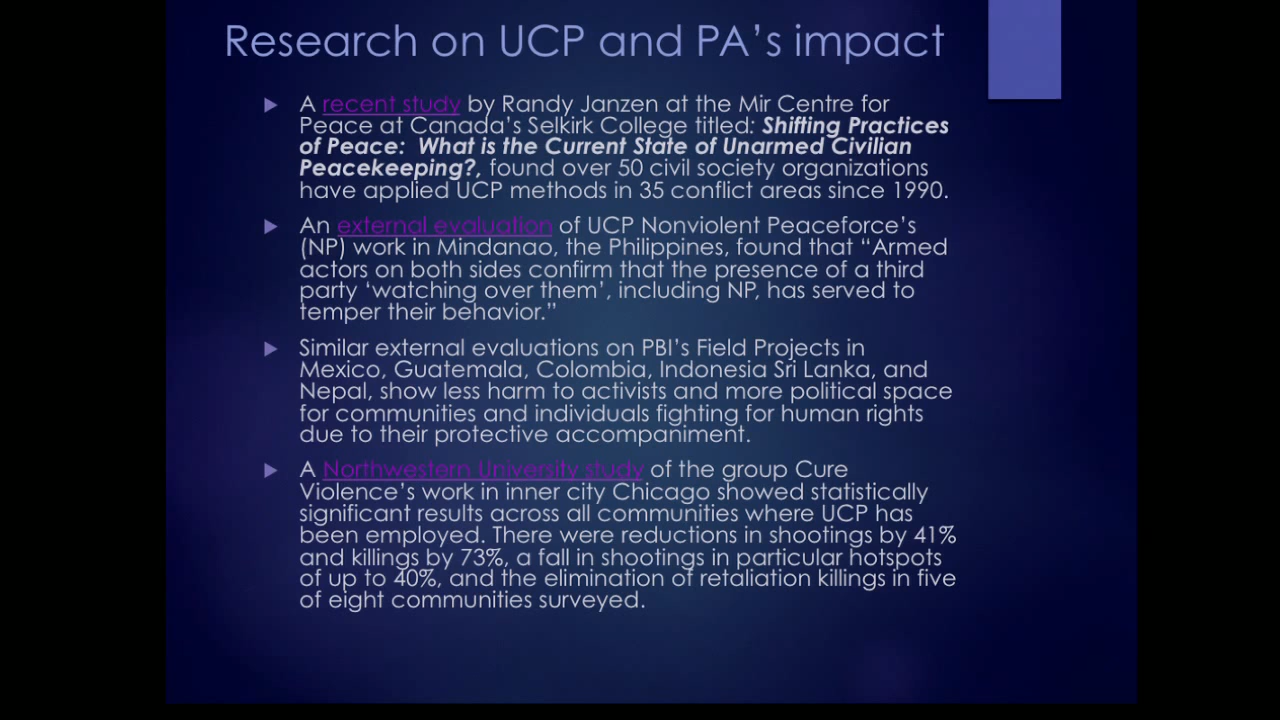 Research on UCP and PA's impact
A recent study by Randy Janzen at the Mir Centre for
Peace at Canada's Selkirk College titled: Shifting Practices
of Peace: What is the Current State of Unarmed Civilian
Peacekeeping?, found over 50 civil society organizations
have applied UCP methods in 35 conflict areas since 1990.
An external evaluation of UCP Nonviolent Peaceforce's
(NP) work in Mindanao, the Philippines, found that “Armed
actors on both sides confirm that the presence of a third
party ‘watching over them’, including NP, has served to
temper their behavior.”
Similar external evaluations on PBI's Field Projects in
Mexico, Guatemala, Colombia, Indonesia Sri Lanka, and
Nepal, show less harm to activists and more political space
for communities and individuals fighting for human rights
due to their protective accompaniment.
A Northwestern University study of the group Cure
Violence's work in inner city Chicago showed statistically
significant results across all communities where UCP has
been employed. There were reductions in shootings by 41%
and killings by 73%, a fall in shootings in particular hotspots
of up to 40%, and the elimination of retaliation killings in five
of eight communities surveyed.